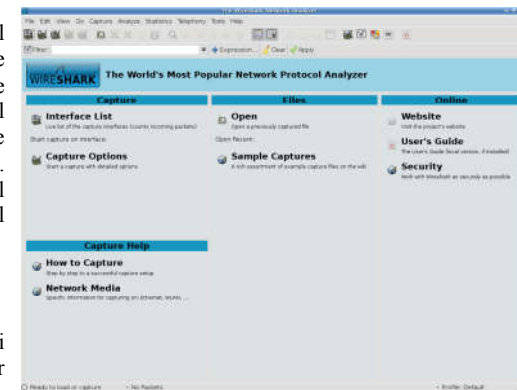 l
e
e
l
e
.
l
l
i
r
The Wireshark Network Analyzer
File Edit View Go Capture Analyze Statistics Telephony Tools Help
Filter: Expression... Clear Apply
WIRESHARK The World's Most Popular Network Protocol Analyzer
Capture
Interface List
Live list of the capture interfaces (counts incoming packets)
Start capture on interface:
Capture Options
Start a capture with detailed options
Capture Help
How to Capture
Step by step to a successful capture setup
Network Media
Specific information for capturing on: Ethernet, WLAN, ...
Files
Open
Open a previously captured file
Open Recent:
Sample Captures
A rich assortment of example capture files on the wiki
Online
Website
Visit the project's website
User's Guide
The User's Guide (local version, if installed)
Security
Work with Wireshark as securely as possible
Ready to load or capture No Packets Profile: Default